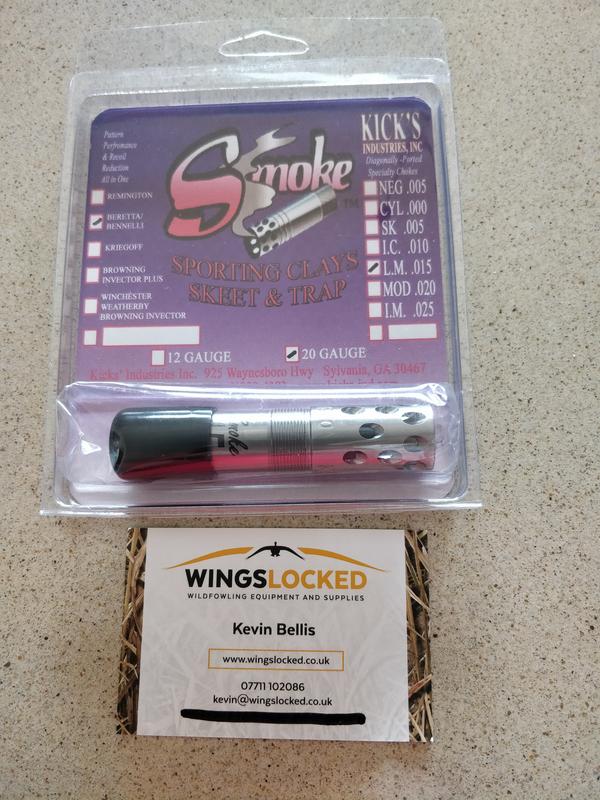 Pattern
Perfromance
& Recoil
Reduction
All in One
Smoke™
KICK'S
INDUSTRIES, INC
Diagonally -Ported
Specialty Chokes
REMINGTON
BERETTA/
BENNELLI
KRIEGOFF
BROWNING
INVECTOR PLUS
WINCHESTER
WEATHERBY
BROWNING INVECTOR
SPORTING CLAYS
SKEET & TRAP
NEG .005
CYL .000
SK .005
I.C. .010
L.M. .015
MOD .020
I.M. .025
12 GAUGE
20 GAUGE
Kicks' Industries Inc. 925 Waynesboro Hwy Sylvania, GA 30467
WINGSLOCKED
WILDFOWLING EQUIPMENT AND SUPPLIES
Kevin Bellis
www.wingslocked.co.uk
07711 102086
kevin@wingslocked.co.uk